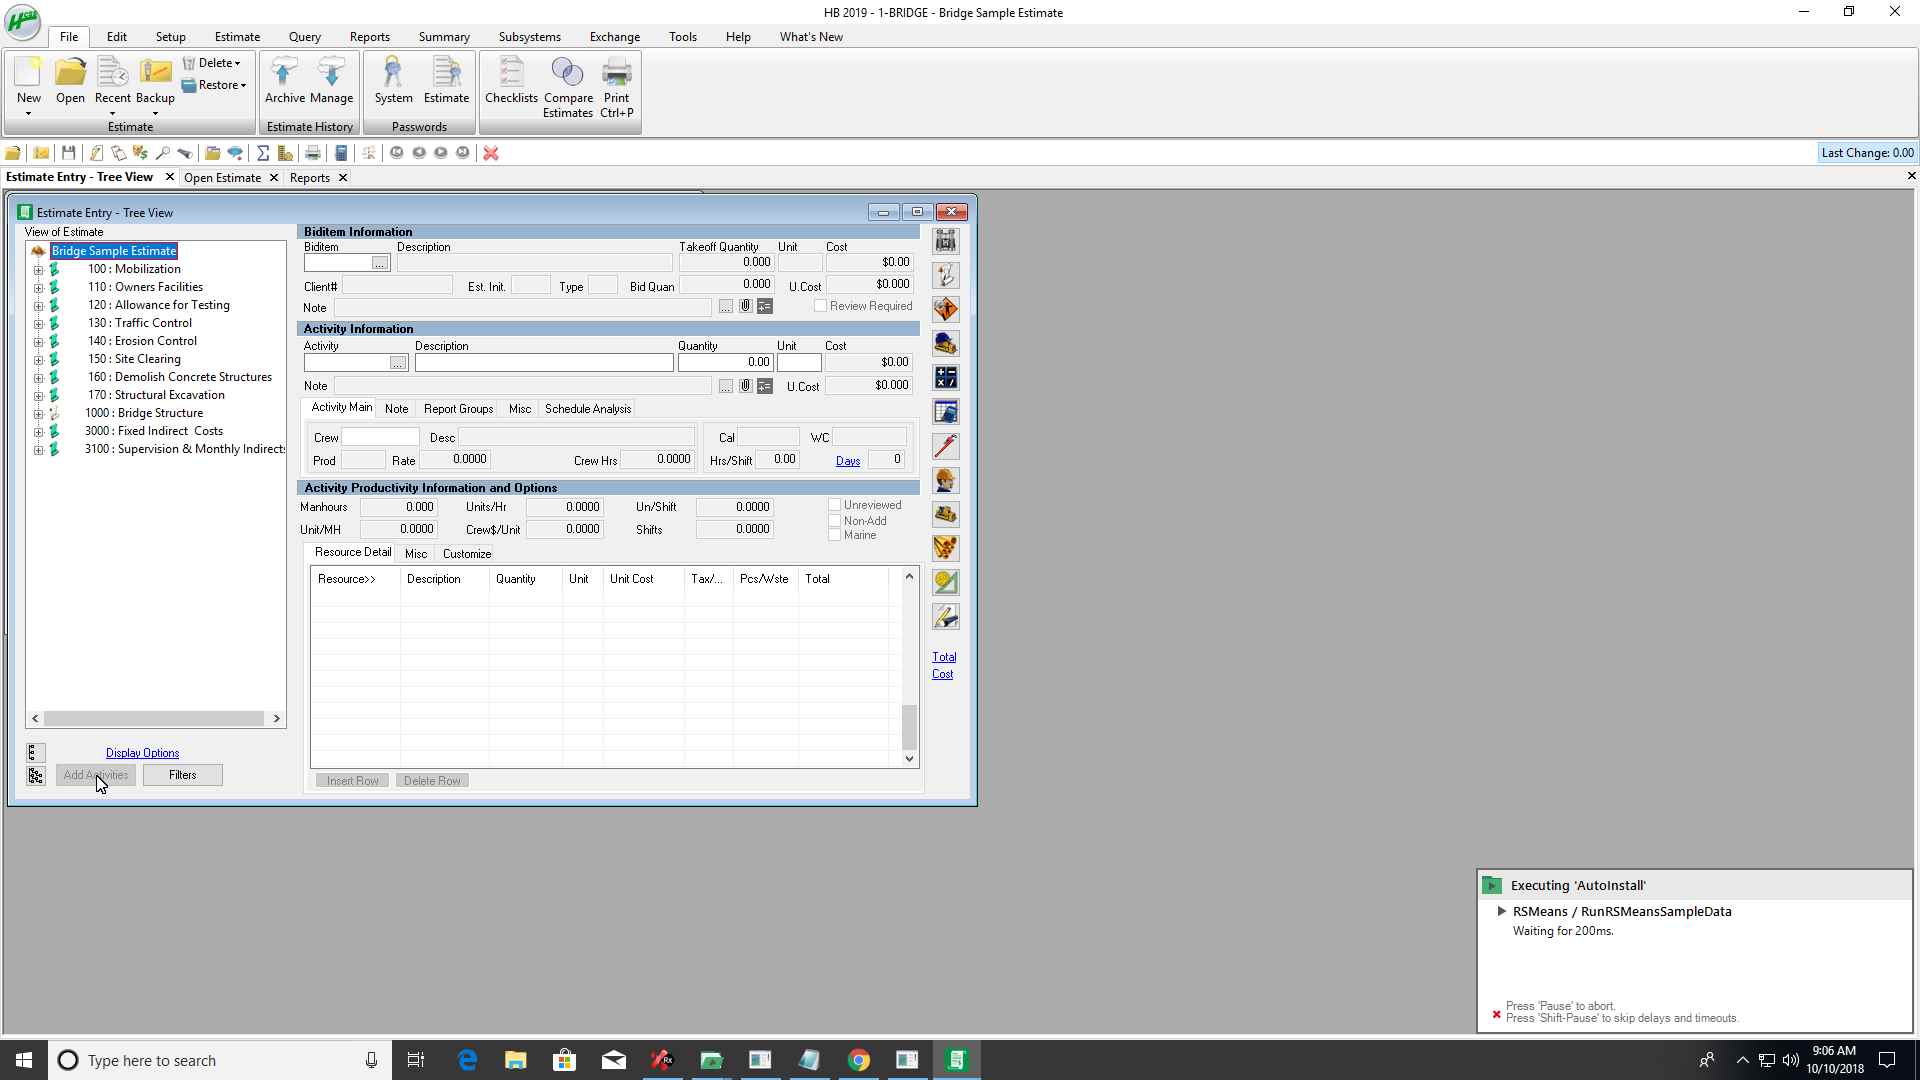 HB 2019 - 1-BRIDGE - Bridge Sample Estimate
File Edit Setup Estimate Query Reports Summary Subsystems Exchange Tools Help What's New
New Open Recent Backup Delete Restore
Estimate
Archive Manage
Estimate History
System Estimate
Passwords
Checklists Compare Estimates Print Ctrl+P
Last Change: 0.00
Estimate Entry - Tree View Open Estimate Reports
Estimate Entry - Tree View
View of Estimate
Bridge Sample Estimate
100 : Mobilization
110 : Owners Facilities
120 : Allowance for Testing
130 : Traffic Control
140 : Erosion Control
150 : Site Clearing
160 : Demolish Concrete Structures
170 : Structural Excavation
1000 : Bridge Structure
3000 : Fixed Indirect Costs
3100 : Supervision & Monthly Indirects
Display Options
Add Activities Filters
Biditem Information
Biditem Description Takeoff Quantity Unit Cost
... 0.000 $0.00
Client# Est. Init. Type Bid Quan 0.000 U.Cost $0.000
Note ... Review Required
Activity Information
Activity Description Quantity Unit Cost
... 0.00 $0.00
Note ... U.Cost $0.000
Activity Main Note Report Groups Misc Schedule Analysis
Crew Desc Cal WC
Prod Rate 0.0000 Crew Hrs 0.0000 Hrs/Shift 0.00 Days 0
Activity Productivity Information and Options
Manhours 0.000 Units/Hr 0.0000 Un/Shift 0.0000 Unreviewed
Non-Add
Unit/MH 0.0000 Crew$/Unit 0.0000 Shifts 0.0000 Marine
Resource Detail Misc Customize
Resource>> Description Quantity Unit Unit Cost Tax/... Pcs/Wste Total
Insert Row Delete Row
Total
Cost
Executing 'AutoInstall'
RSMeans / RunRSMeansSampleData
Waiting for 200ms.
Press 'Pause' to abort.
Press 'Shift-Pause' to skip delays and timeouts.
Type here to search
9:06 AM
10/10/2018